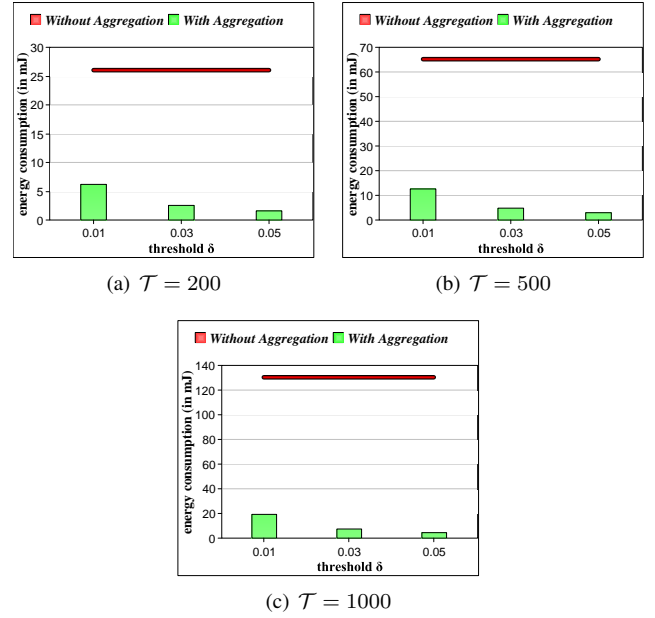 Without Aggregation With Aggregation
energy consumption (in mJ)
30
25
20
15
10
5
0
0.01 0.03 0.05
threshold δ
(a) 𝒯 = 200
Without Aggregation With Aggregation
energy consumption (in mJ)
70
60
50
40
30
20
10
0
0.01 0.03 0.05
threshold δ
(b) 𝒯 = 500
Without Aggregation With Aggregation
energy consumption (in mJ)
140
120
100
80
60
40
20
0
0.01 0.03 0.05
threshold δ
(c) 𝒯 = 1000